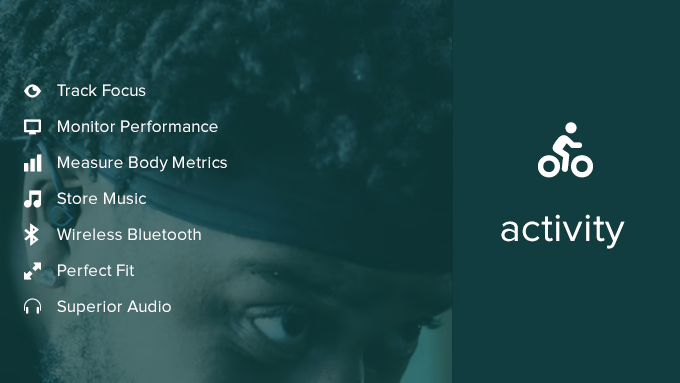 Track Focus
Monitor Performance
Measure Body Metrics
Store Music
Wireless Bluetooth
Perfect Fit
Superior Audio
activity